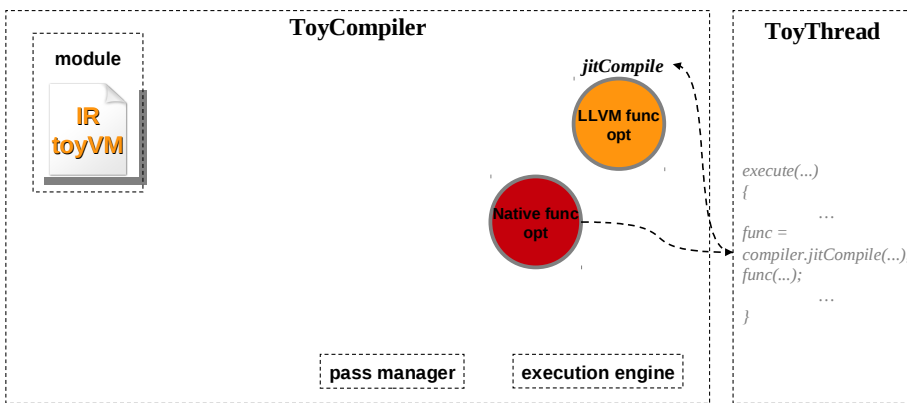 ToyCompiler
ToyThread
module
IR
toyVM
jitCompile
LLVM func
opt
Native func
opt
execute(...)
{
...
func =
compiler.jitCompile(...)
func(...);
...
}
pass manager
execution engine